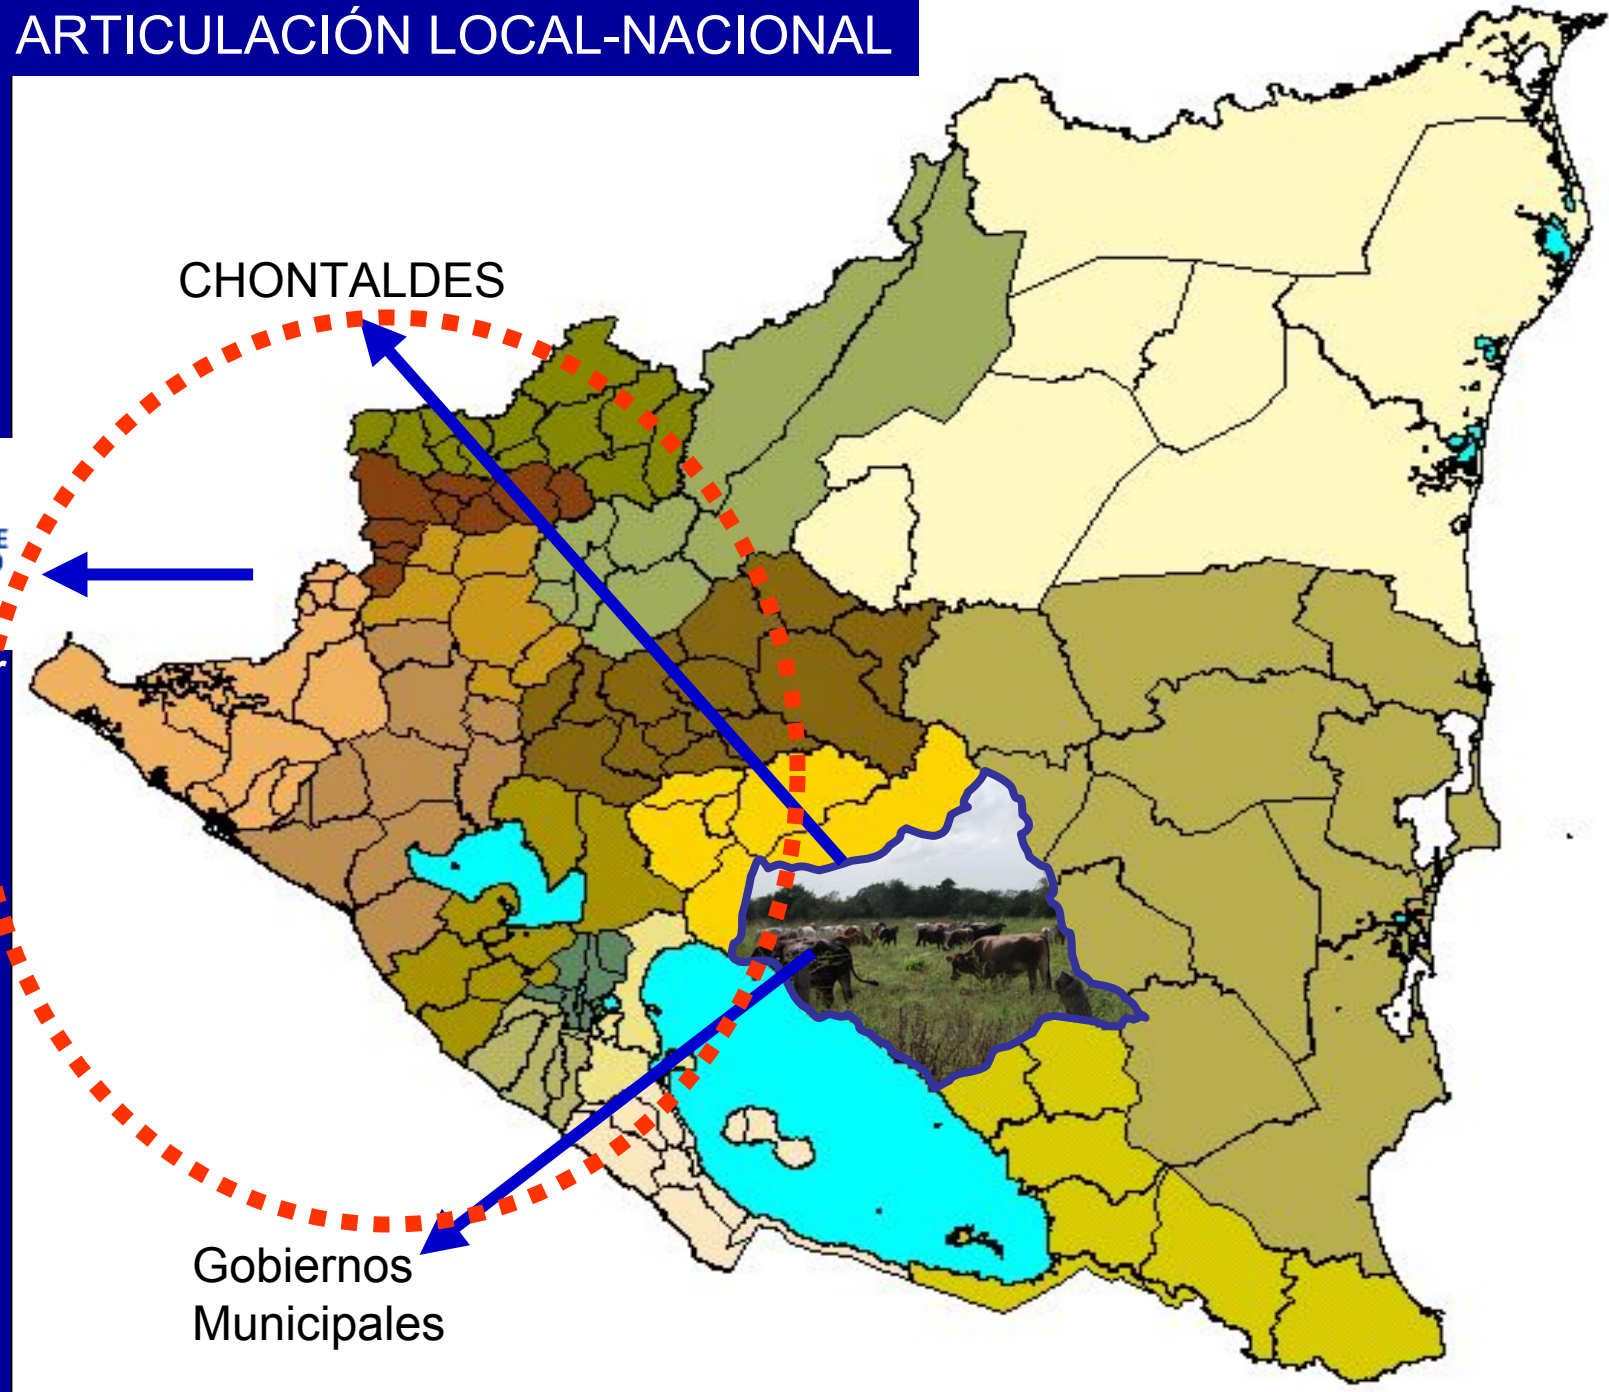 ARTICULACIÓN LOCAL-NACIONAL
CHONTALDES
Gobiernos
Municipales